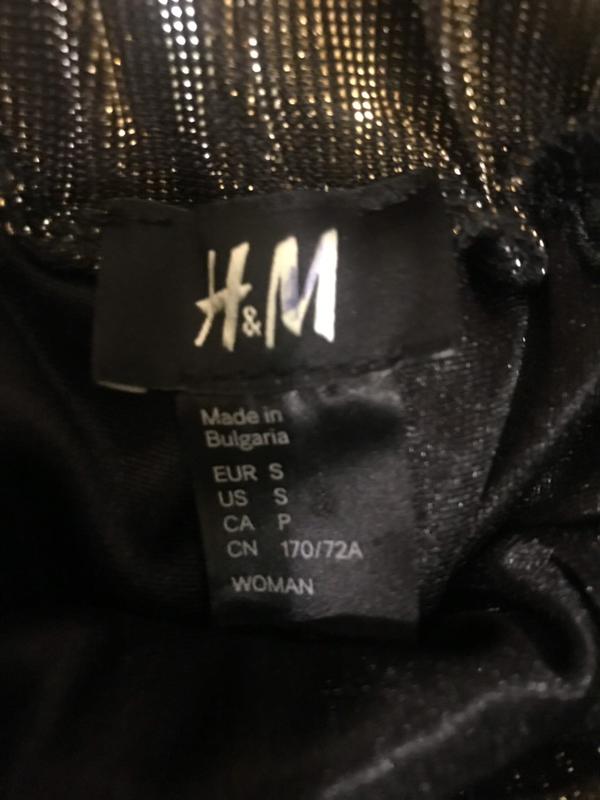 H&M
Made in
Bulgaria
EUR S
US S
CA P
CN 170/72A
WOMAN